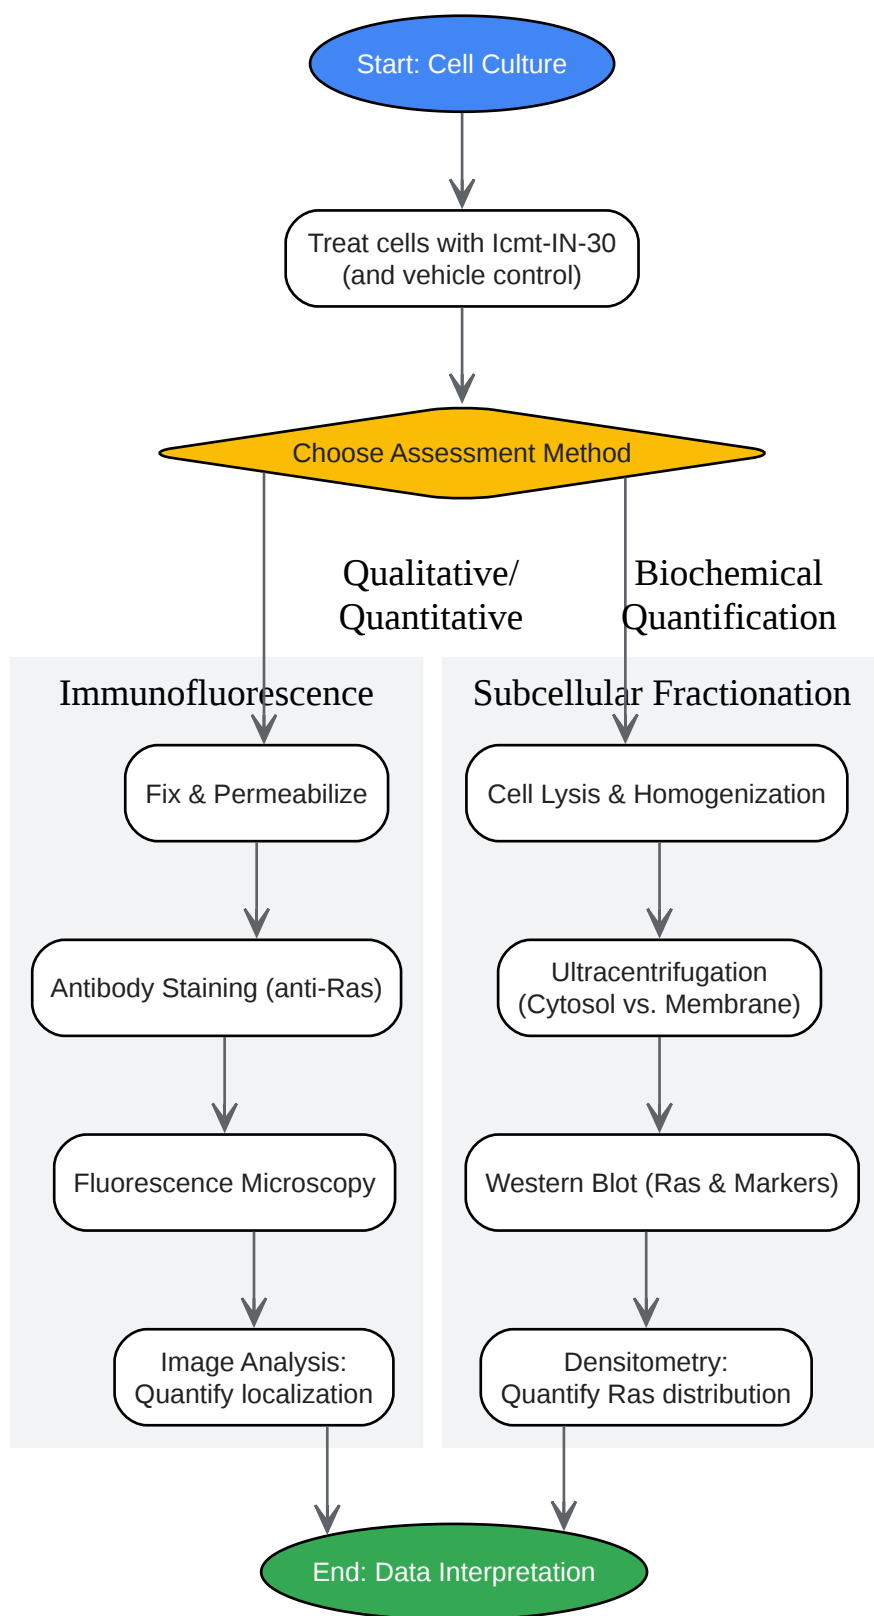 Start: Cell Culture
Treat cells with Icmt-IN-30
(and vehicle control)
Choose Assessment Method
Qualitative/
Quantitative
Biochemical
Quantification
Immunofluorescence
Fix & Permeabilize
Antibody Staining (anti-Ras)
Fluorescence Microscopy
Image Analysis:
Quantify localization
Subcellular Fractionation
Cell Lysis & Homogenization
Ultracentrifugation
(Cytosol vs. Membrane)
Western Blot (Ras & Markers)
Densitometry:
Quantify Ras distribution
End: Data Interpretation